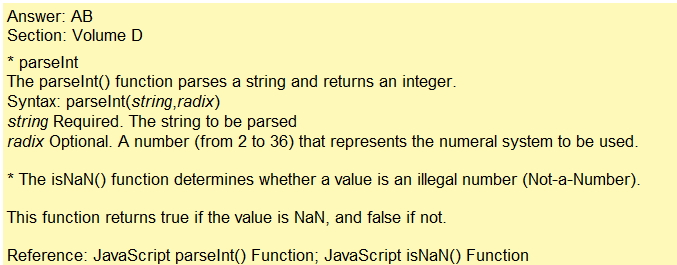 Answer: AB
Section: Volume D
* parseInt
The parseInt() function parses a string and returns an integer.
Syntax: parseInt(string,radix)
string Required. The string to be parsed
radix Optional. A number (from 2 to 36) that represents the numeral system to be used.
* The isNaN() function determines whether a value is an illegal number (Not-a-Number).
This function returns true if the value is NaN, and false if not.
Reference: JavaScript parseInt() Function; JavaScript isNaN() Function